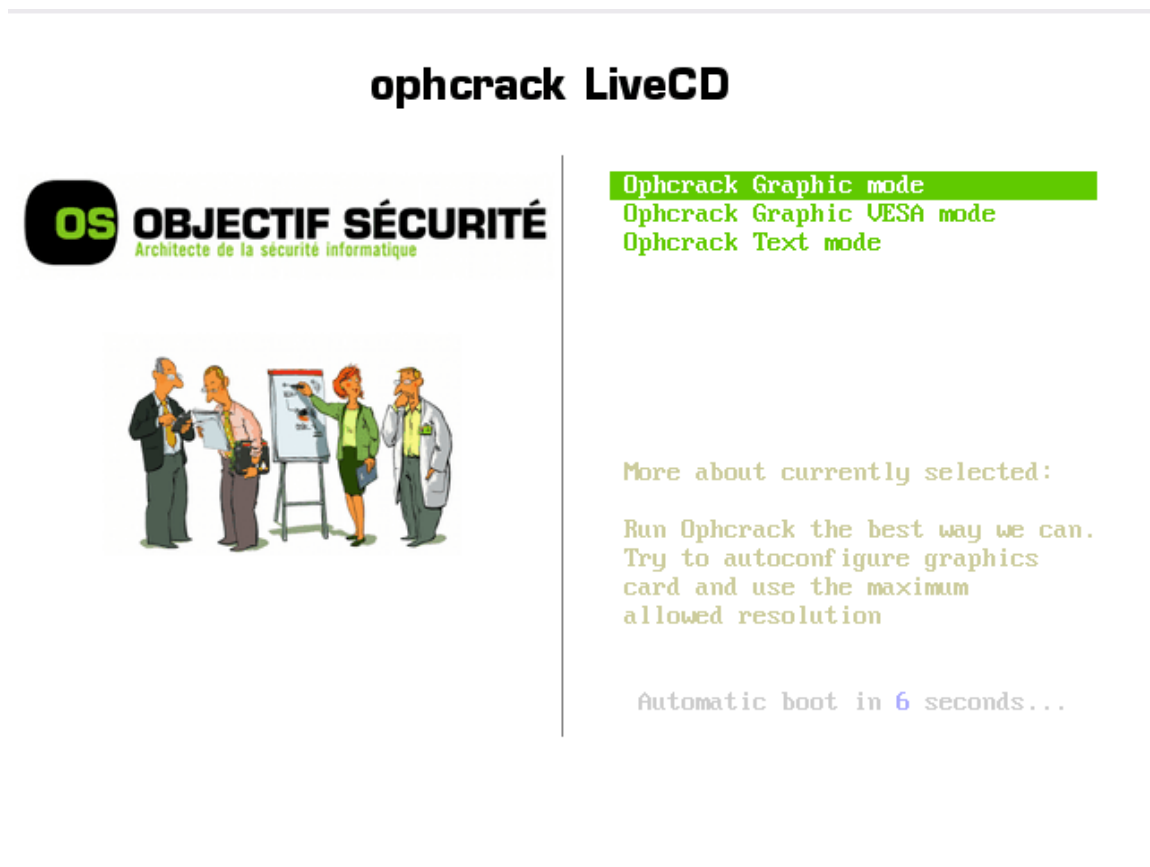 ophcrack LiveCD
OS OBJECTIF SÉCURITÉ
Architecte de la sécurité informatique
Ophcrack Graphic mode
Ophcrack Graphic VESA mode
Ophcrack Text mode
More about currently selected:
Run Ophcrack the best way we can.
Try to autoconfigure graphics
card and use the maximum
allowed resolution
Automatic boot in 6 seconds...